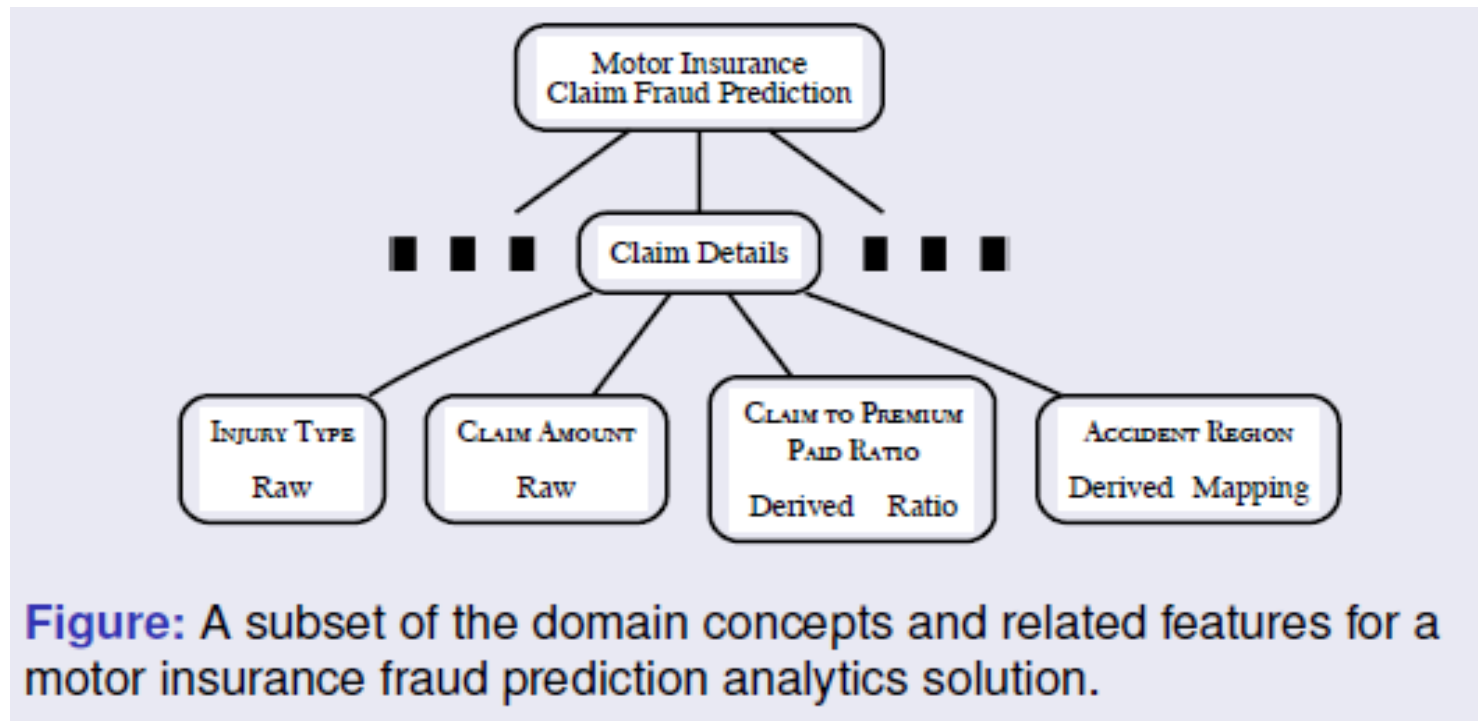 Motor Insurance
Claim Fraud Prediction
Claim Details
Injury Type
Raw
Claim Amount
Raw
Claim to Premium
Paid Ratio
Derived Ratio
Accident Region
Derived Mapping
Figure: A subset of the domain concepts and related features for a
motor insurance fraud prediction analytics solution.